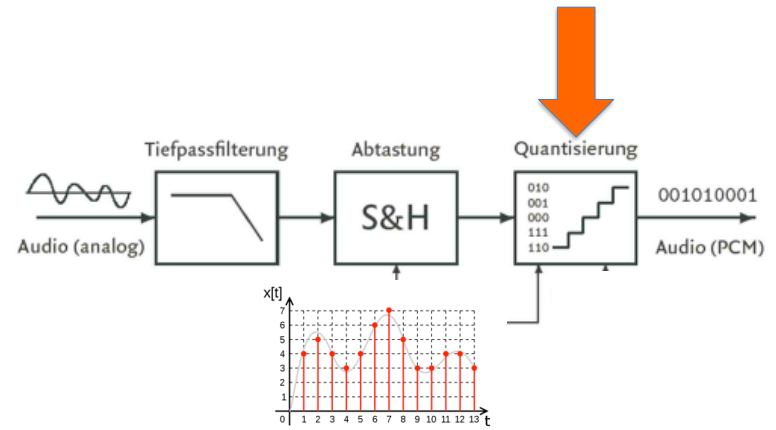 Tiefpassfilterung
Abtastung
Quantisierung
Audio (analog)
S&H
010
001
000
111
110
001010001
Audio (PCM)
x[t]
7
6
5
4
3
2
1
0
1 2 3 4 5 6 7 8 9 10 11 12 13
t